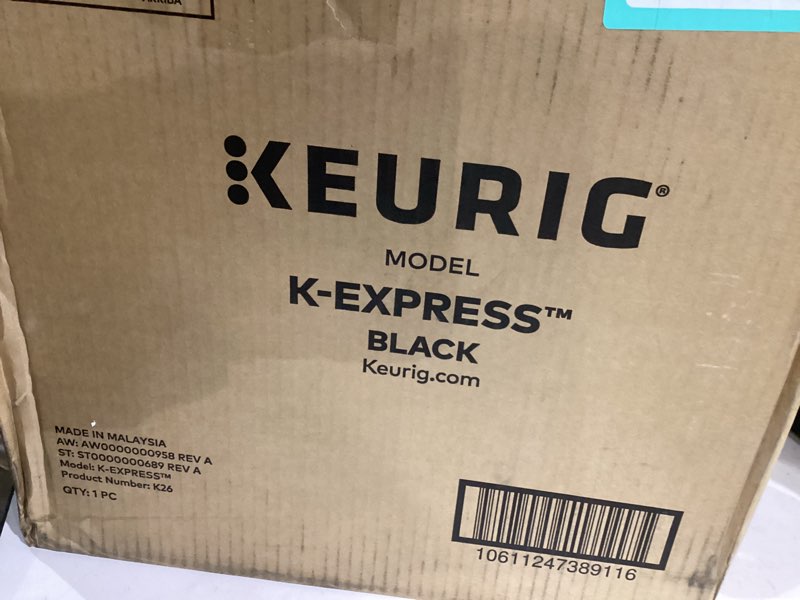 KEURIG®
MODEL
K-EXPRESS™
BLACK
Keurig.com
MADE IN MALAYSIA
AW: AW0000000958 REV A
ST: ST0000000689 REV A
Model: K-EXPRESS™
Product Number: K26
QTY: 1 PC
10611247389116